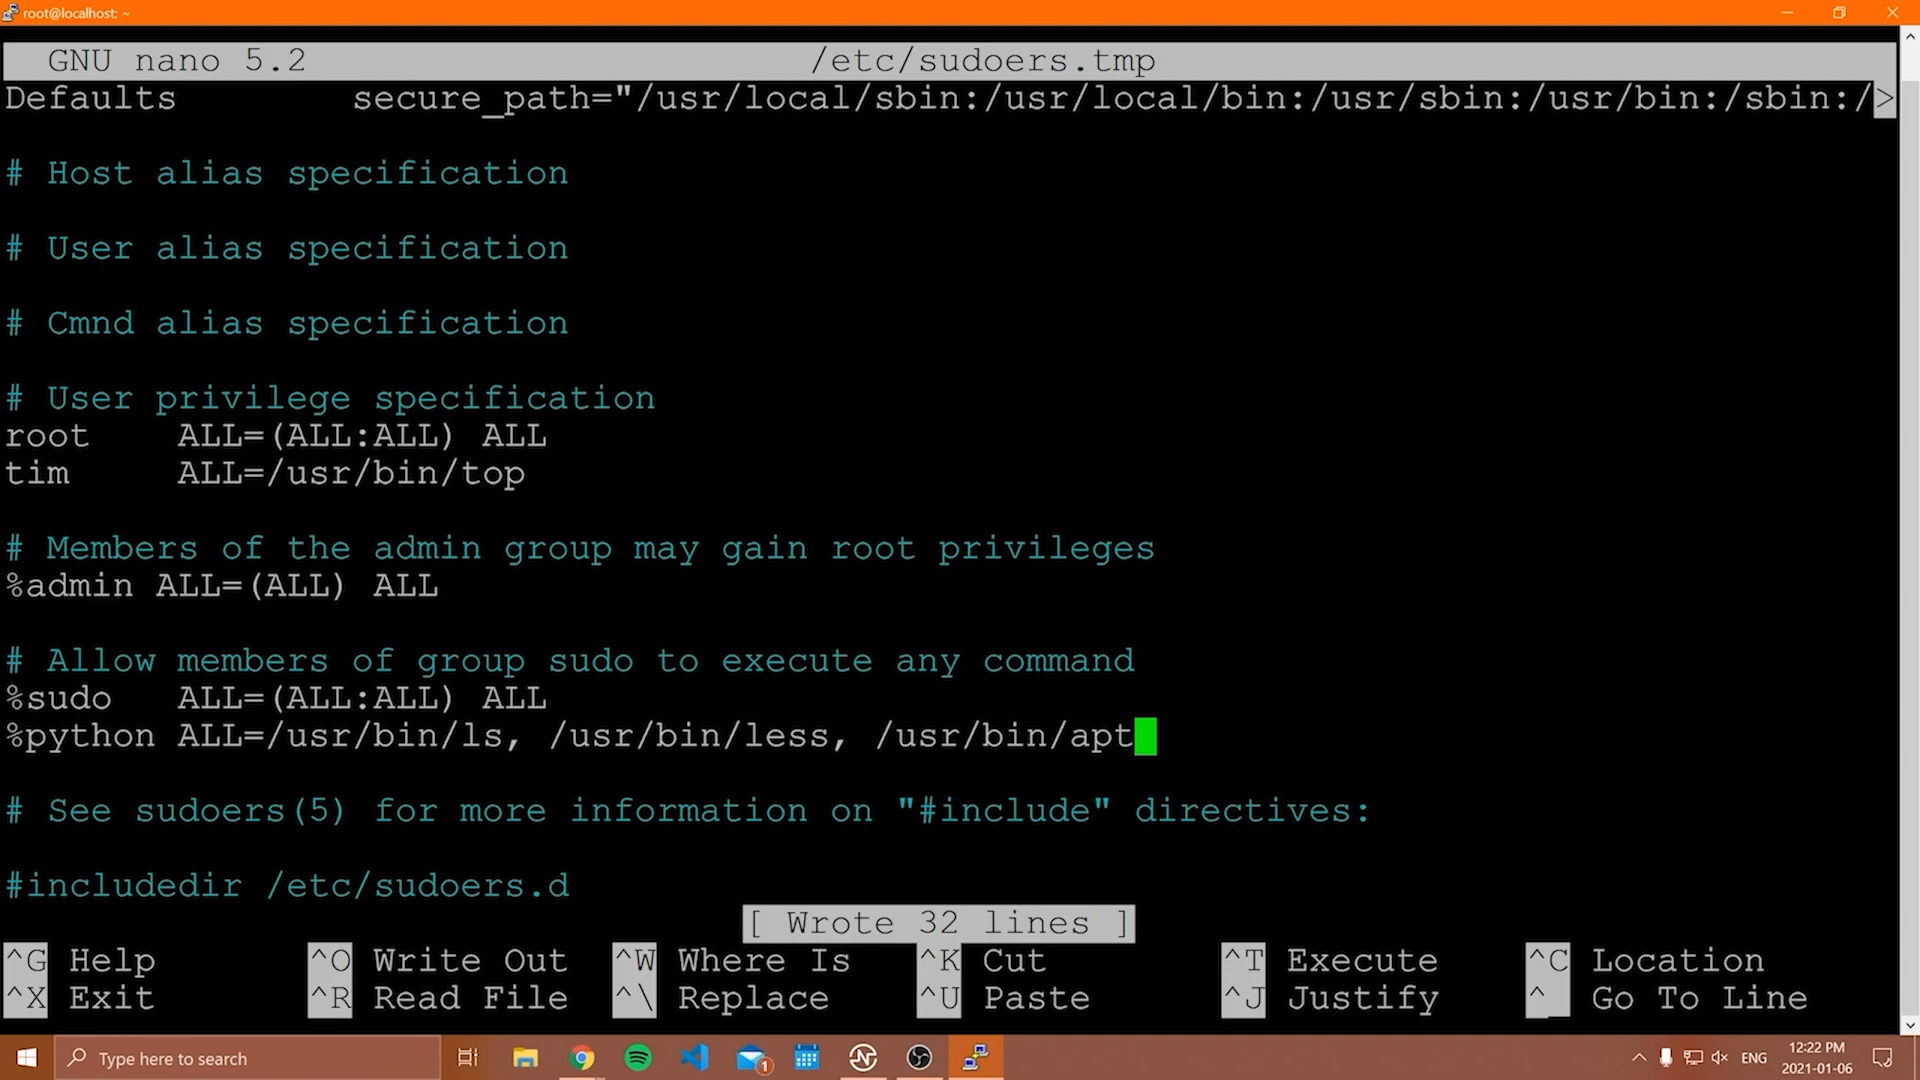 root@localhost: ~
GNU nano 5.2 /etc/sudoers.tmp
Defaults secure_path="/usr/local/sbin:/usr/local/bin:/usr/sbin:/usr/bin:/sbin:/>
# Host alias specification
# User alias specification
# Cmnd alias specification
# User privilege specification
root ALL=(ALL:ALL) ALL
tim ALL=/usr/bin/top
# Members of the admin group may gain root privileges
%admin ALL=(ALL) ALL
# Allow members of group sudo to execute any command
%sudo ALL=(ALL:ALL) ALL
%python ALL=/usr/bin/ls, /usr/bin/less, /usr/bin/apt
# See sudoers(5) for more information on "#include" directives:
#includedir /etc/sudoers.d
[ Wrote 32 lines ]
^G Help ^O Write Out ^W Where Is ^K Cut ^T Execute ^C Location
^X Exit ^R Read File ^\ Replace ^U Paste ^J Justify ^_ Go To Line
Type here to search 1 ENG 12:22 PM
2021-01-06